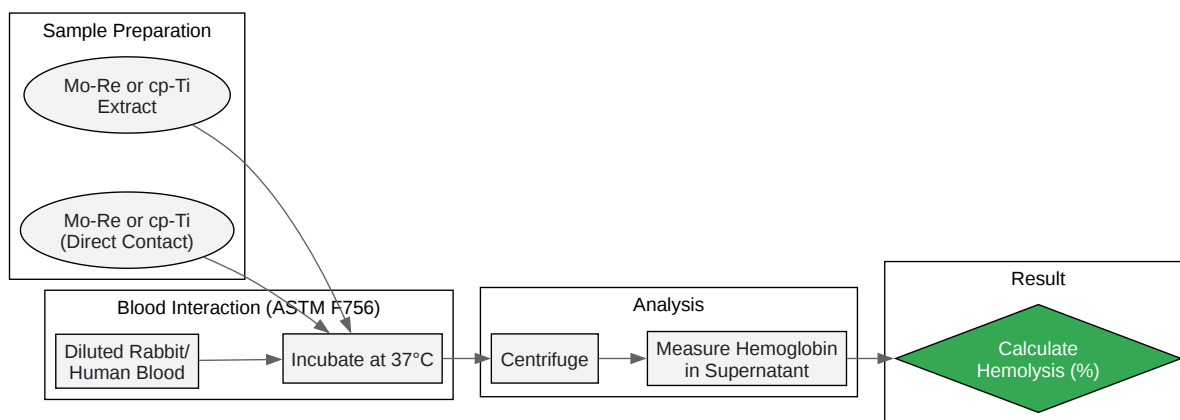 Sample Preparation
Mo-Re or cp-Ti
Extract
Mo-Re or cp-Ti
(Direct Contact)
Blood Interaction (ASTM F756)
Diluted Rabbit/
Human Blood
Incubate at 37°C
Analysis
Centrifuge
Measure Hemoglobin
in Supernatant
Result
Calculate
Hemolysis (%)